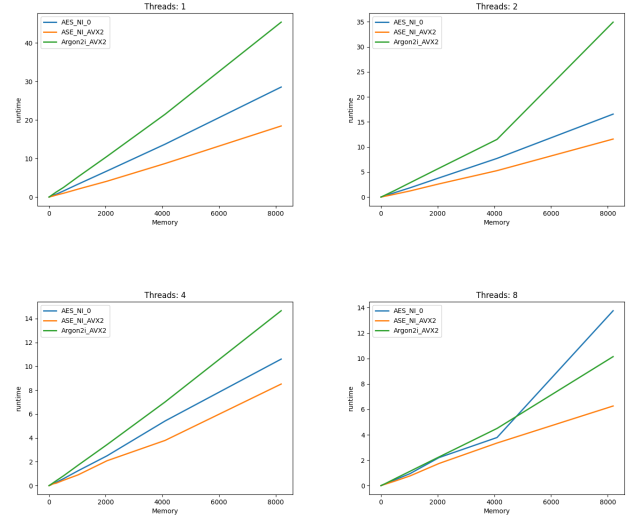 Threads: 1
AES_NI_0
ASE_NI_AVX2
Argon2i_AVX2
runtime
40
30
20
10
0
0 2000 4000 6000 8000
Memory
Threads: 2
AES_NI_0
ASE_NI_AVX2
Argon2i_AVX2
runtime
35
30
25
20
15
10
5
0
0 2000 4000 6000 8000
Memory
Threads: 4
AES_NI_0
ASE_NI_AVX2
Argon2i_AVX2
runtime
14
12
10
8
6
4
2
0
0 2000 4000 6000 8000
Memory
Threads: 8
AES_NI_0
ASE_NI_AVX2
Argon2i_AVX2
runtime
14
12
10
8
6
4
2
0
0 2000 4000 6000 8000
Memory